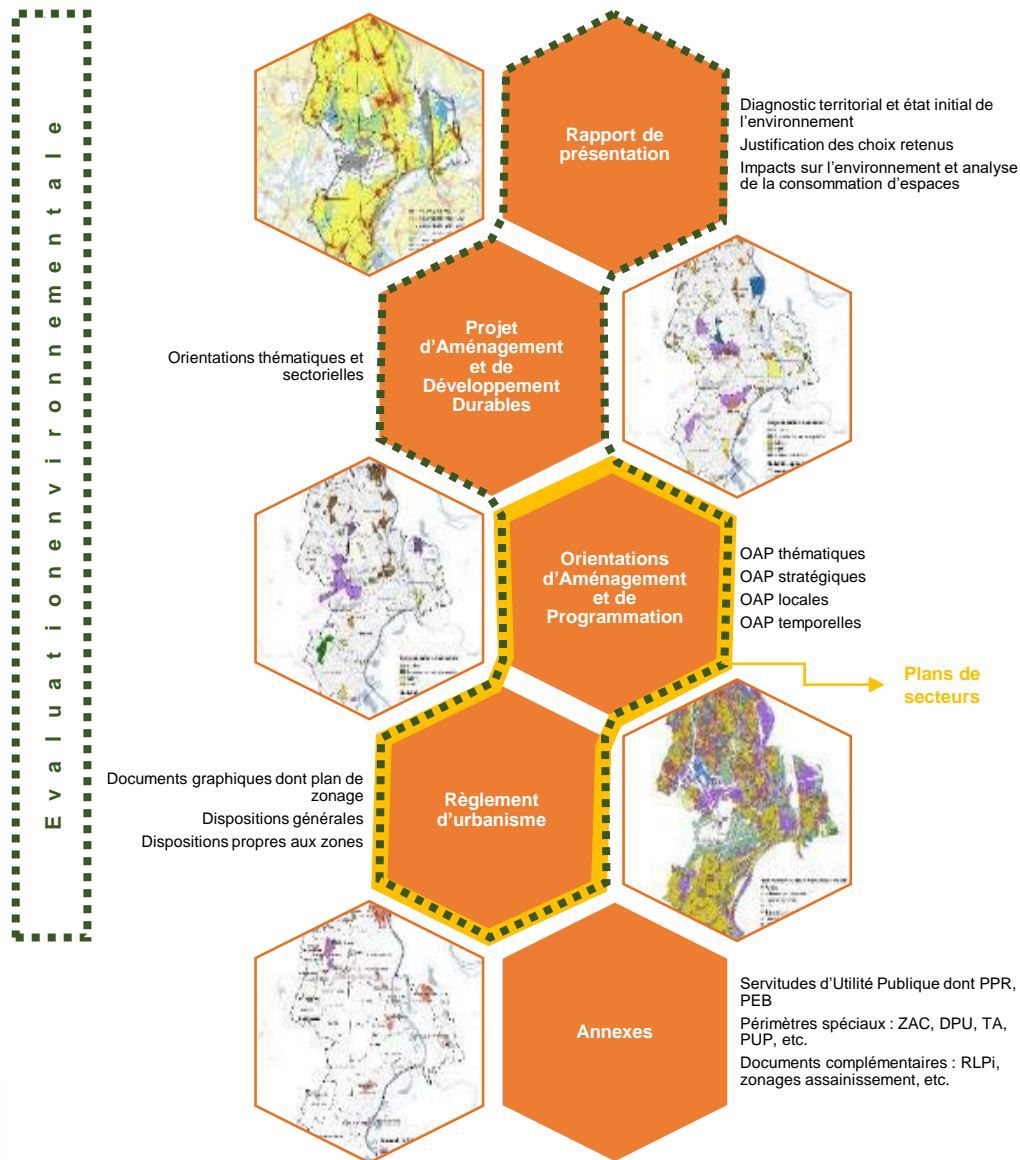 E v a l u a t i o n e n v i r o n n e m e n t a l e
Rapport de
présentation
Diagnostic territorial et état initial de
l'environnement
Justification des choix retenus
Impacts sur l'environnement et analyse
de la consommation d'espaces
Orientations thématiques et
sectorielles
Projet
d'Aménagement
et de
Développement
Durables
Orientations
d'Aménagement
et de
Programmation
OAP thématiques
OAP stratégiques
OAP locales
OAP temporelles
Plans de
secteurs
Documents graphiques dont plan de
zonage
Dispositions générales
Dispositions propres aux zones
Règlement
d'urbanisme
Annexes
Servitudes d'Utilité Publique dont PPR,
PEB
Périmètres spéciaux : ZAC, DPU, TA,
PUP, etc.
Documents complémentaires : RLPi,
zonages assainissement, etc.